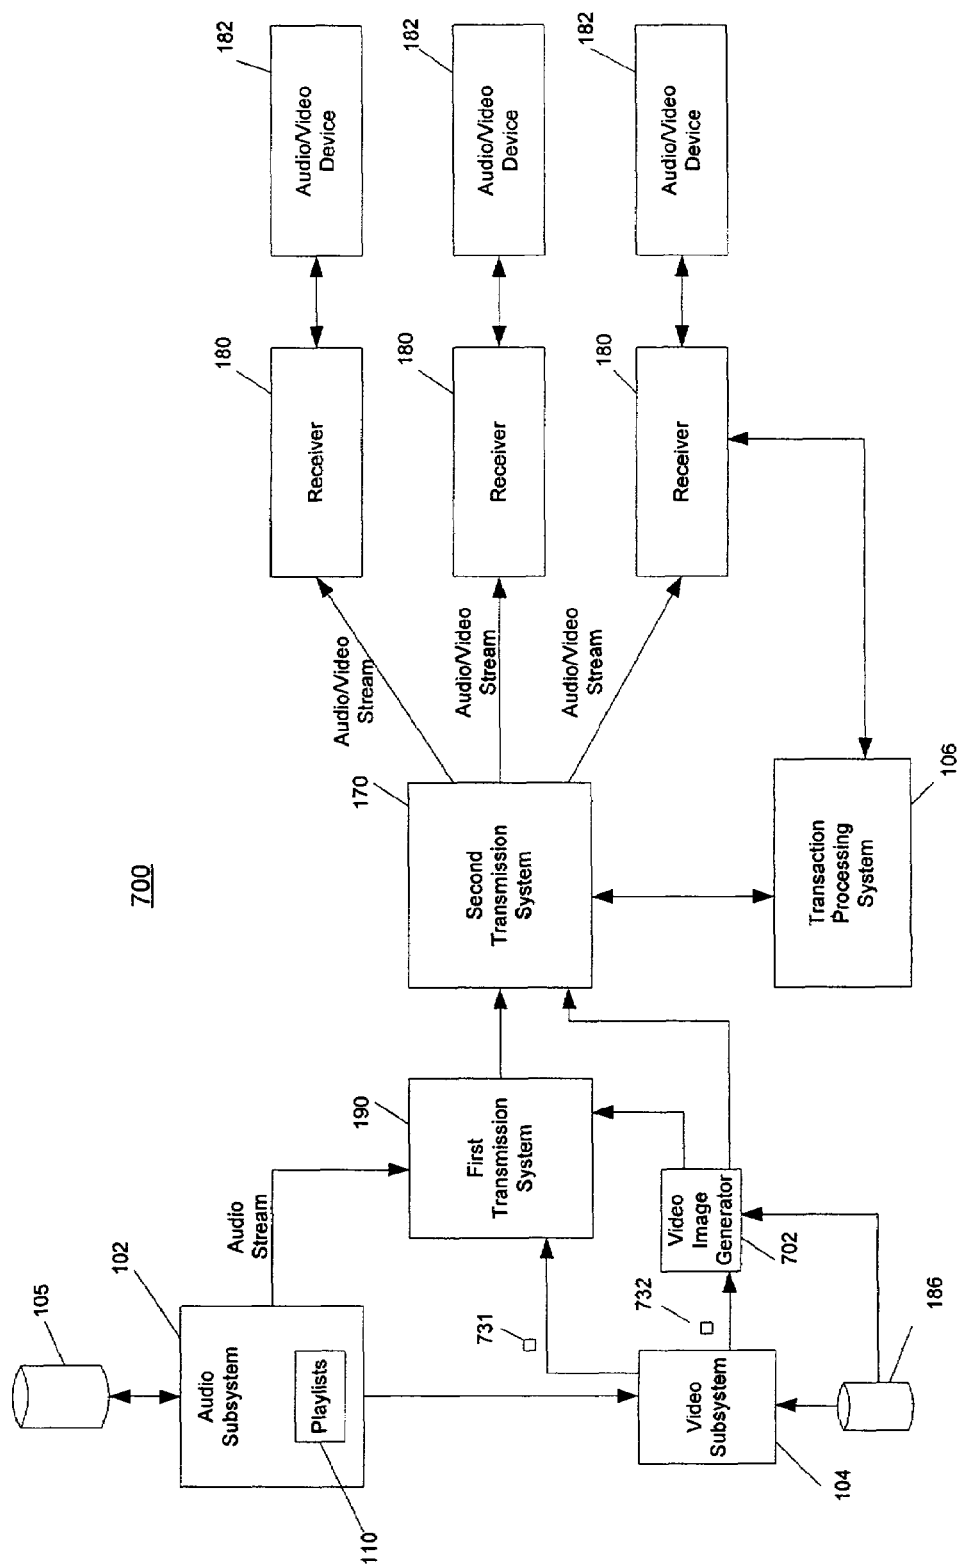 700
105
102
Audio
Subsystem
Playlists
110
Audio
Stream
190
First
Transmission
System
731
732
Video
Subsystem
104
Video
Image
Generator
702
186
170
Second
Transmission
System
Transaction
Processing
System
106
Audio/Video
Stream
Audio/Video
Stream
Audio/Video
Stream
180
Receiver
180
Receiver
180
Receiver
182
Audio/Video
Device
182
Audio/Video
Device
182
Audio/Video
Device